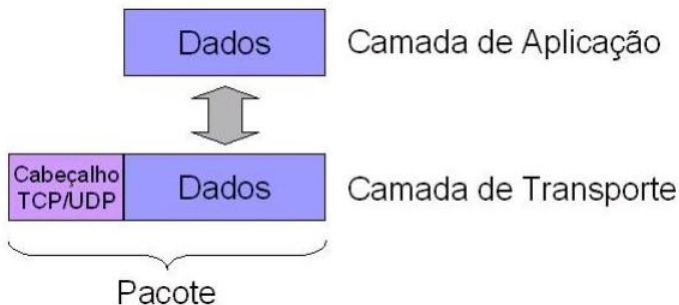 Dados
Camada de Aplicação
Cabeçalho
TCP/UDP
Dados
Camada de Transporte
Pacote